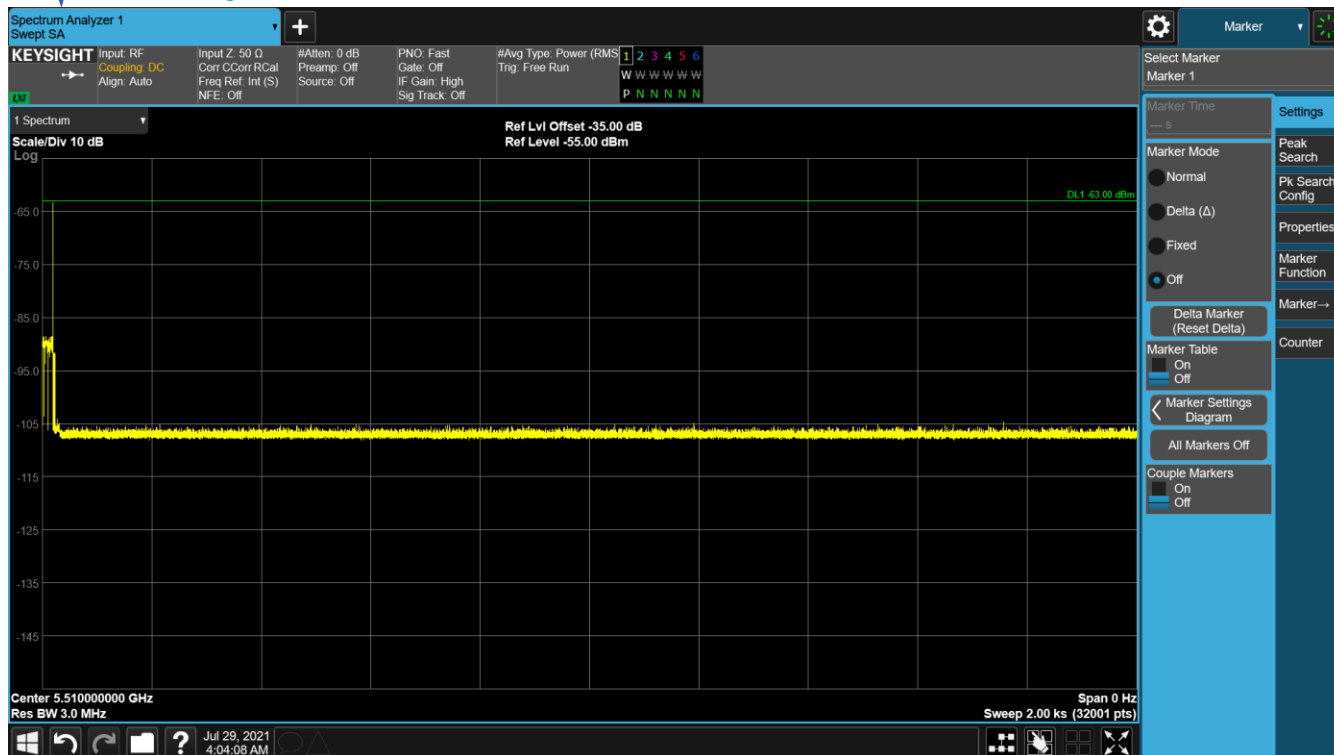 Spectrum Analyzer 1
Swept SA
Marker
KEYSIGHT
Input: RF
Coupling: DC
Align: Auto
Input Z: 50 Ω
Corr CCorr RCal
Freq Ref: Int (S)
NFE: Off
#Atten: 0 dB
Preamp: Off
Source: Off
PNO: Fast
Gate: Off
IF Gain: High
Sig Track: Off
#Avg Type: Power (RMS
Trig: Free Run
1 2 3 4 5 6
W W W W W W
P N N N N N
LXI
Select Marker
Marker 1
1 Spectrum
Scale/Div 10 dB
Log
Ref Lvl Offset -35.00 dB
Ref Level -55.00 dBm
DL1 -63.00 dBm
-65.0
-75.0
-85.0
-95.0
-105
-115
-125
-135
-145
Center 5.510000000 GHz
Res BW 3.0 MHz
Span 0 Hz
Sweep 2.00 ks (32001 pts)
Marker Time
--- s
Marker Mode
Normal
Delta (Δ)
Fixed
Off
Delta Marker
(Reset Delta)
Marker Table
On
Off
Marker Settings
Diagram
All Markers Off
Couple Markers
On
Off
Settings
Peak
Search
Pk Search
Config
Properties
Marker
Function
Marker→
Counter
?
Jul 29, 2021
4:04:08 AM